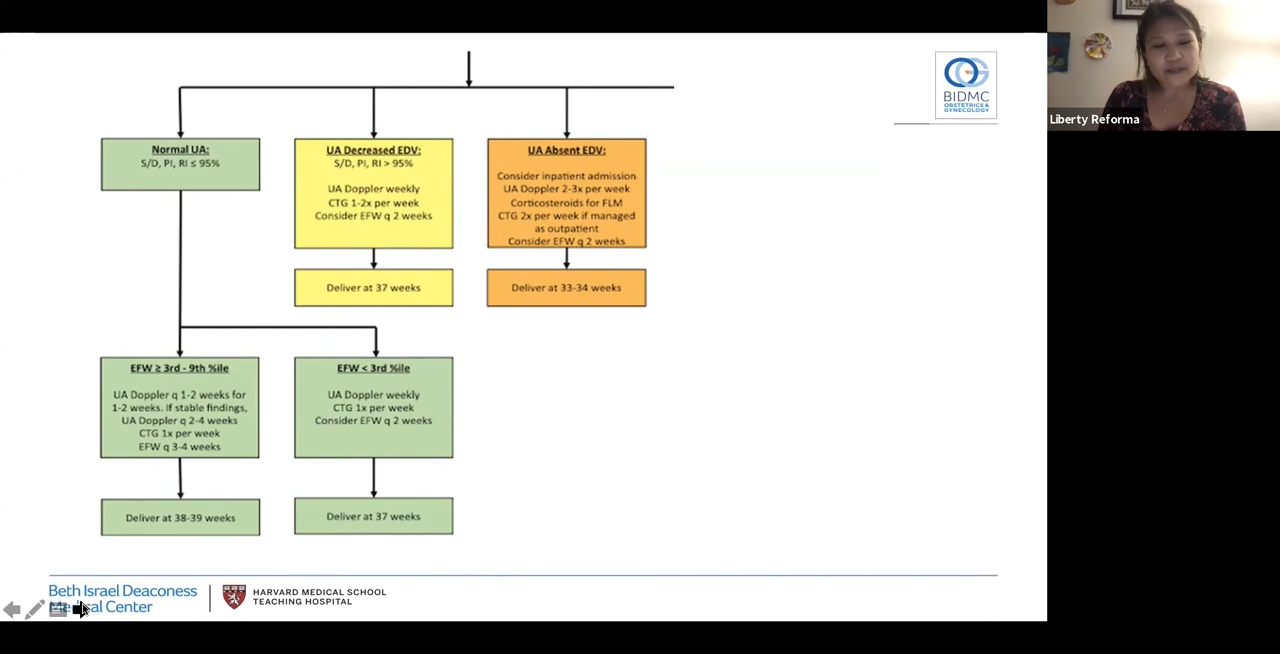 Normal UA:
S/D, PI, RI ≤ 95%
UA Decreased EDV:
S/D, PI, RI > 95%
UA Doppler weekly
CTG 1-2x per week
Consider EFW q 2 weeks
Deliver at 37 weeks
UA Absent EDV:
Consider inpatient admission
UA Doppler 2-3x per week
Corticosteroids for FLM
CTG 2x per week if managed
as outpatient
Consider EFW q 2 weeks
Deliver at 33-34 weeks
EFW ≥ 3rd - 9th %ile
UA Doppler q 1-2 weeks for
1-2 weeks. If stable findings,
UA Doppler q 2-4 weeks
CTG 1x per week
EFW q 3-4 weeks
Deliver at 38-39 weeks
EFW < 3rd %ile
UA Doppler weekly
CTG 1x per week
Consider EFW q 2 weeks
Deliver at 37 weeks
BIDMC
OBSTETRICS &
GYNECOLOGY
Liberty Reforma
Beth Israel Deaconess
Medical Center
HARVARD MEDICAL SCHOOL
TEACHING HOSPITAL